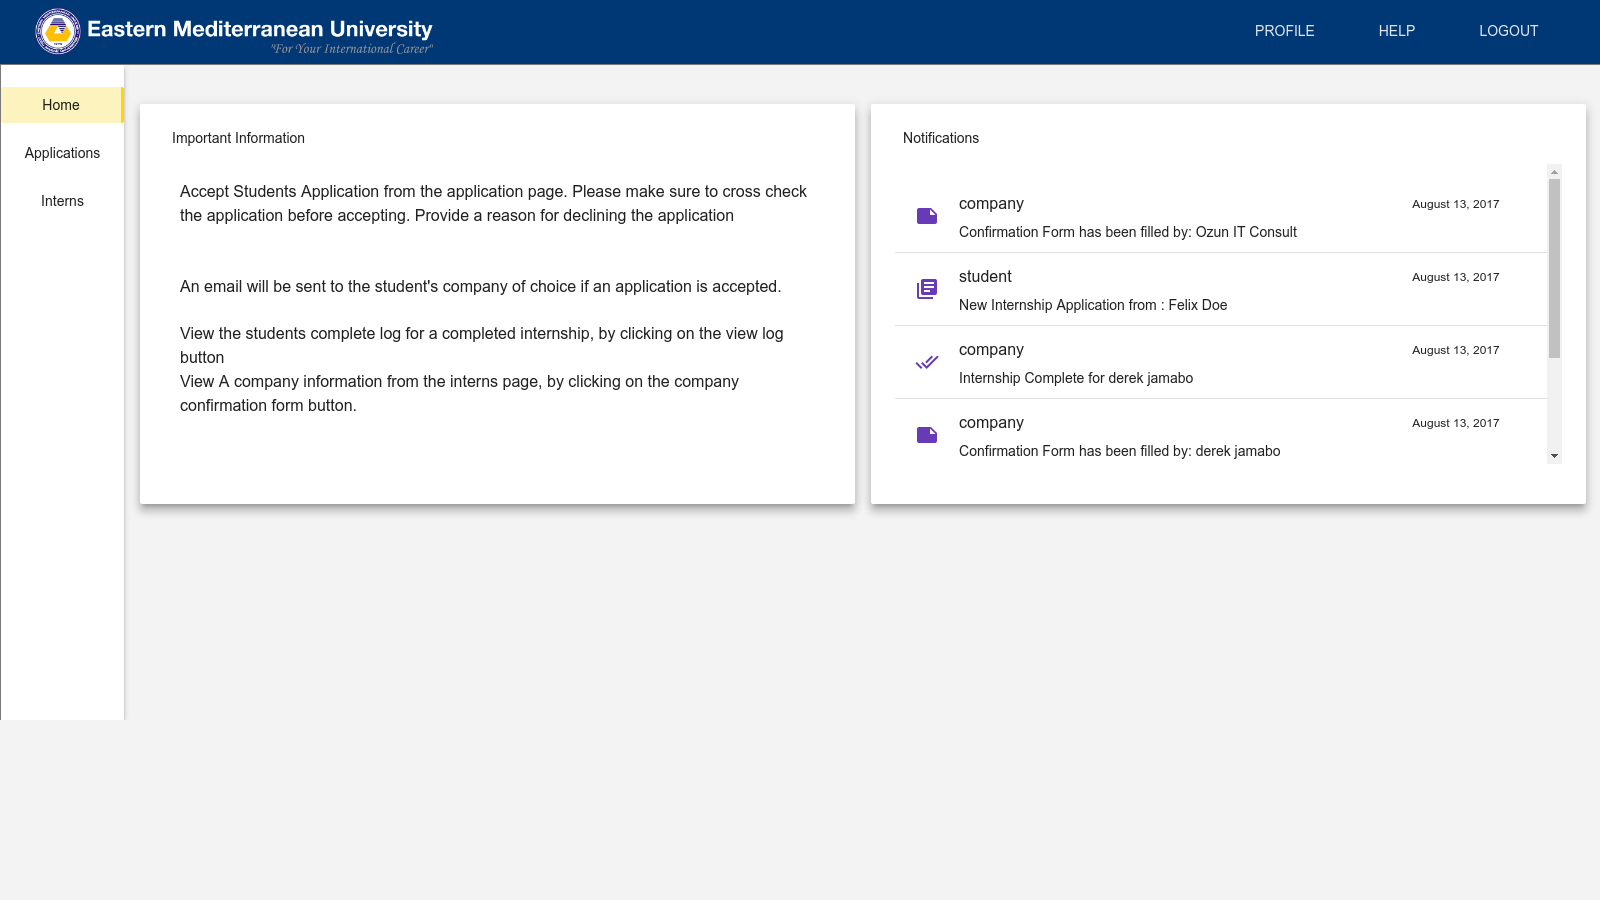 Eastern Mediterranean University
"For Your International Career"
PROFILE
HELP
LOGOUT
Home
Applications
Interns
Important Information
Accept Students Application from the application page. Please make sure to cross check
the application before accepting. Provide a reason for declining the application
An email will be sent to the student's company of choice if an application is accepted.
View the students complete log for a completed internship, by clicking on the view log
button
View A company information from the interns page, by clicking on the company
confirmation form button.
Notifications
company
August 13, 2017
Confirmation Form has been filled by: Ozun IT Consult
student
August 13, 2017
New Internship Application from : Felix Doe
company
August 13, 2017
Internship Complete for derek jamabo
company
August 13, 2017
Confirmation Form has been filled by: derek jamabo